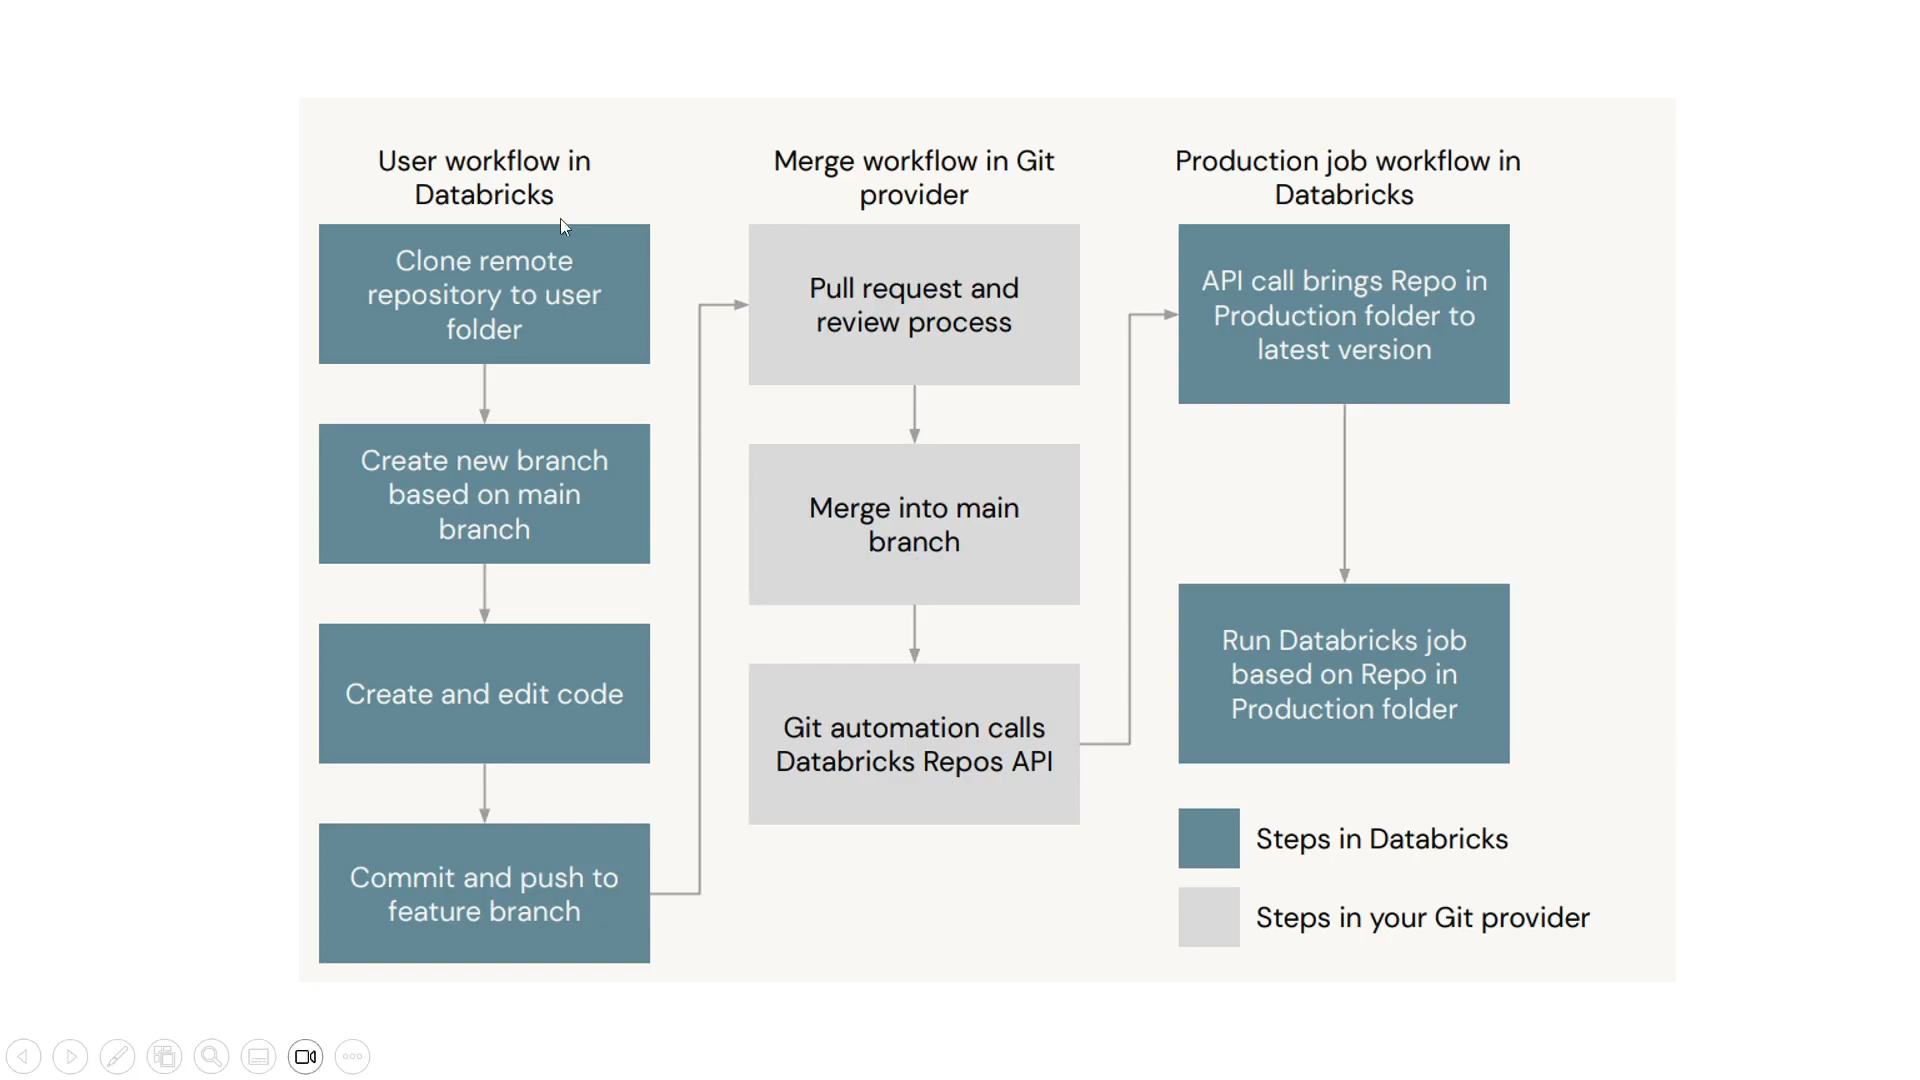 User workflow in
Databricks
Clone remote
repository to user
folder
Create new branch
based on main
branch
Create and edit code
Commit and push to
feature branch
Merge workflow in Git
provider
Pull request and
review process
Merge into main
branch
Git automation calls
Databricks Repos API
Production job workflow in
Databricks
API call brings Repo in
Production folder to
latest version
Run Databricks job
based on Repo in
Production folder
Steps in Databricks
Steps in your Git provider